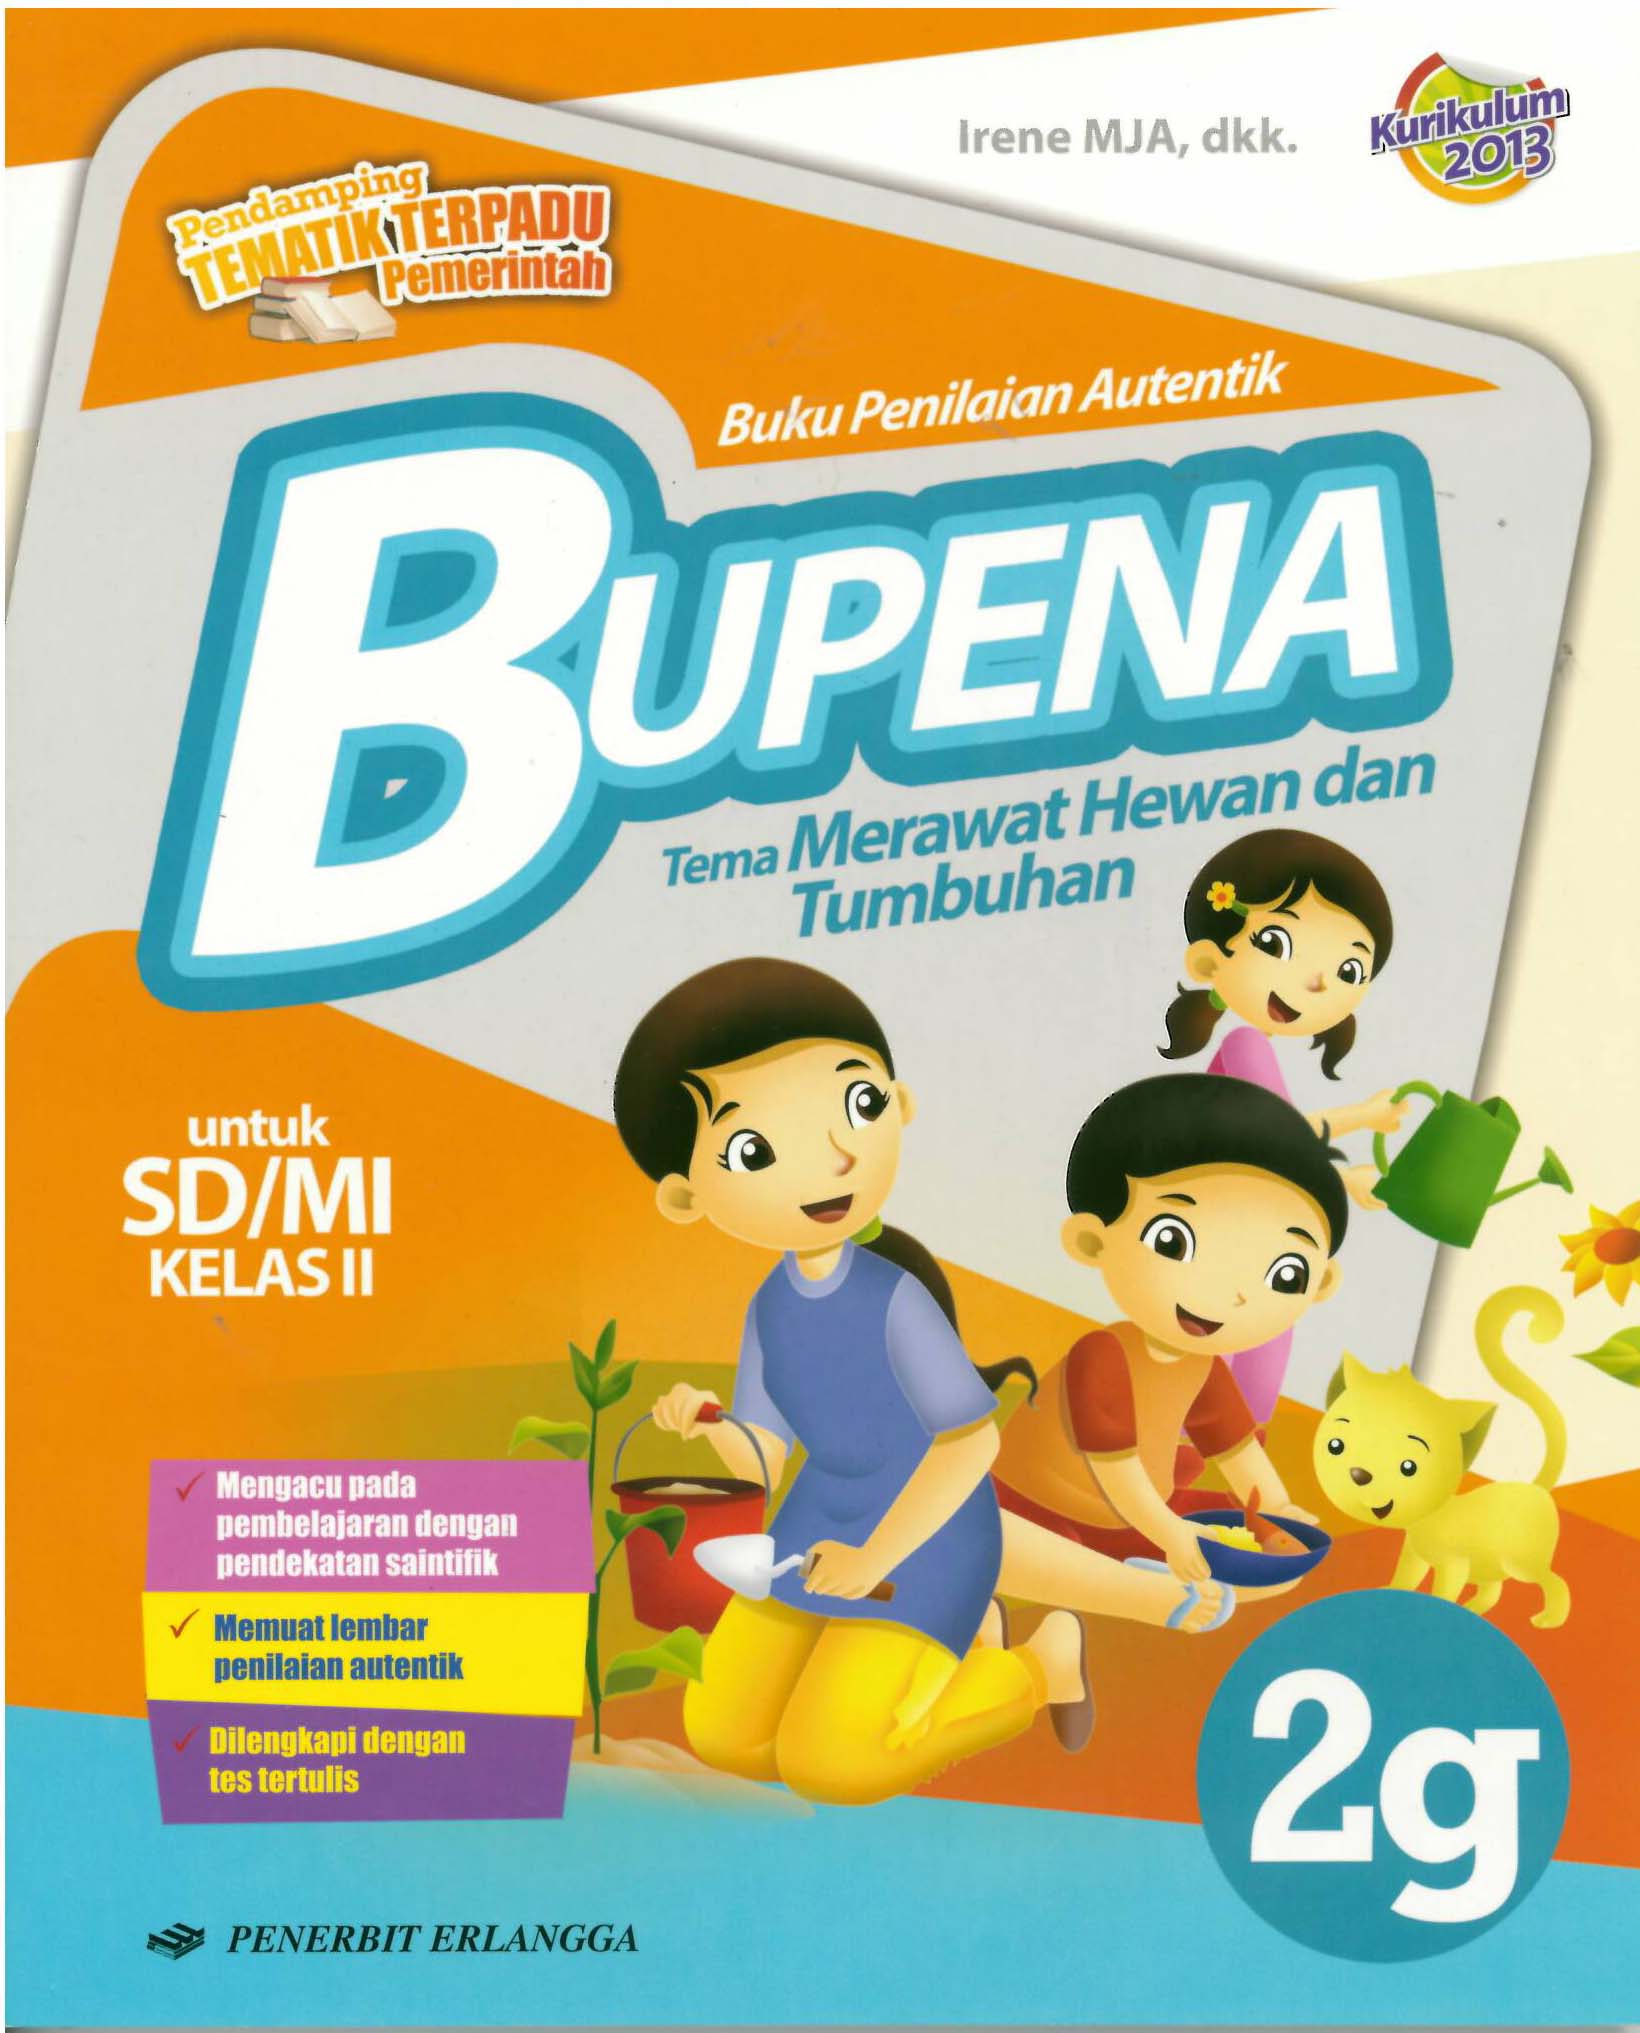 Irene MJA, dkk.
Kurikulum
2013
Pendamping
TEMATIK TERPADU
Pemerintah
Buku Penilaian Autentik
BUPENA
Tema Merawat Hewan dan
Tumbuhan
untuk
SD/MI
KELAS II
Mengacu pada
pembelajaran dengan
pendekatan saintifik
Memuat lembar
penilaian autentik
Dilengkapi dengan
tes tertulis
2g
PENERBIT ERLANGGA